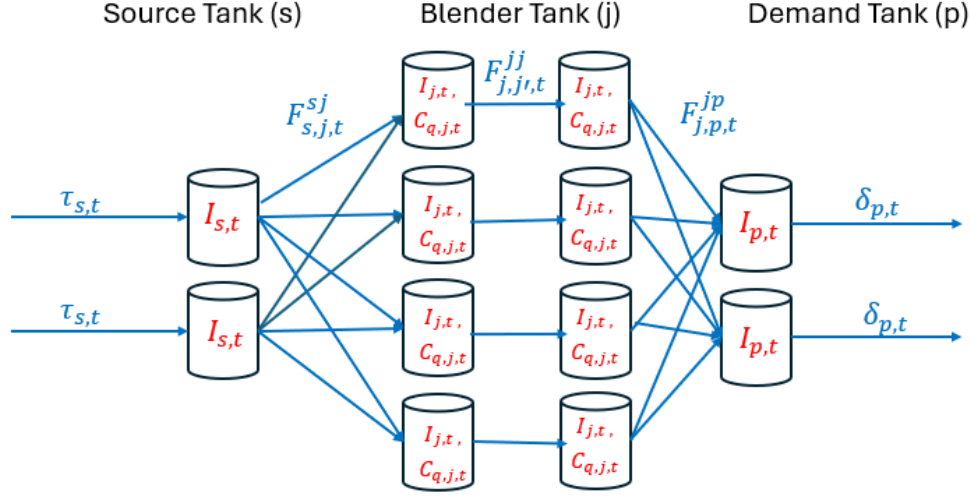 Source Tank (s) Blender Tank (j) Demand Tank (p)
F^{sj}_{s,j,t} F^{jj}_{j,j′,t} F^{jp}_{j,p,t}
I_{j,t} , C_{q,j,t}
I_{j,t} , C_{q,j,t}
τ_{s,t} I_{s,t}
I_{j,t} , C_{q,j,t}
I_{j,t} , C_{q,j,t}
I_{p,t} δ_{p,t}
τ_{s,t} I_{s,t}
I_{j,t} , C_{q,j,t}
I_{j,t} , C_{q,j,t}
I_{p,t} δ_{p,t}
I_{j,t} , C_{q,j,t}
I_{j,t} , C_{q,j,t}